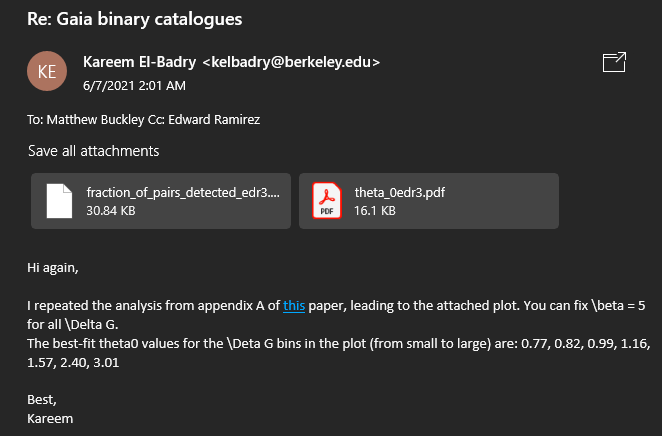 Re: Gaia binary catalogues
KE
Kareem El-Badry <kelbadry@berkeley.edu>
6/7/2021 2:01 AM
To: Matthew Buckley Cc: Edward Ramirez
Save all attachments
fraction_of_pairs_detected_edr3....
30.84 KB
PDF
theta_0edr3.pdf
16.1 KB
Hi again,
I repeated the analysis from appendix A of this paper, leading to the attached plot. You can fix \beta = 5
for all \Delta G.
The best-fit theta0 values for the \Deta G bins in the plot (from small to large) are: 0.77, 0.82, 0.99, 1.16,
1.57, 2.40, 3.01
Best,
Kareem